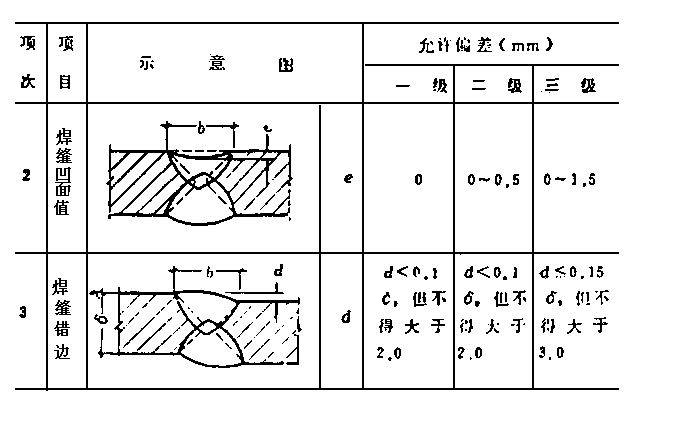 项次 项目 示意图 允许偏差(mm)
一级 二级 三级
2 焊缝凹面值 b e e 0 0~0.5 0~1.5
3 焊缝错边 b d δ d d<0.1 d<0.1 d≤0.15
δ，但不 δ，但不 δ，但不
得大于 得大于 得大于
2.0 2.0 3.0